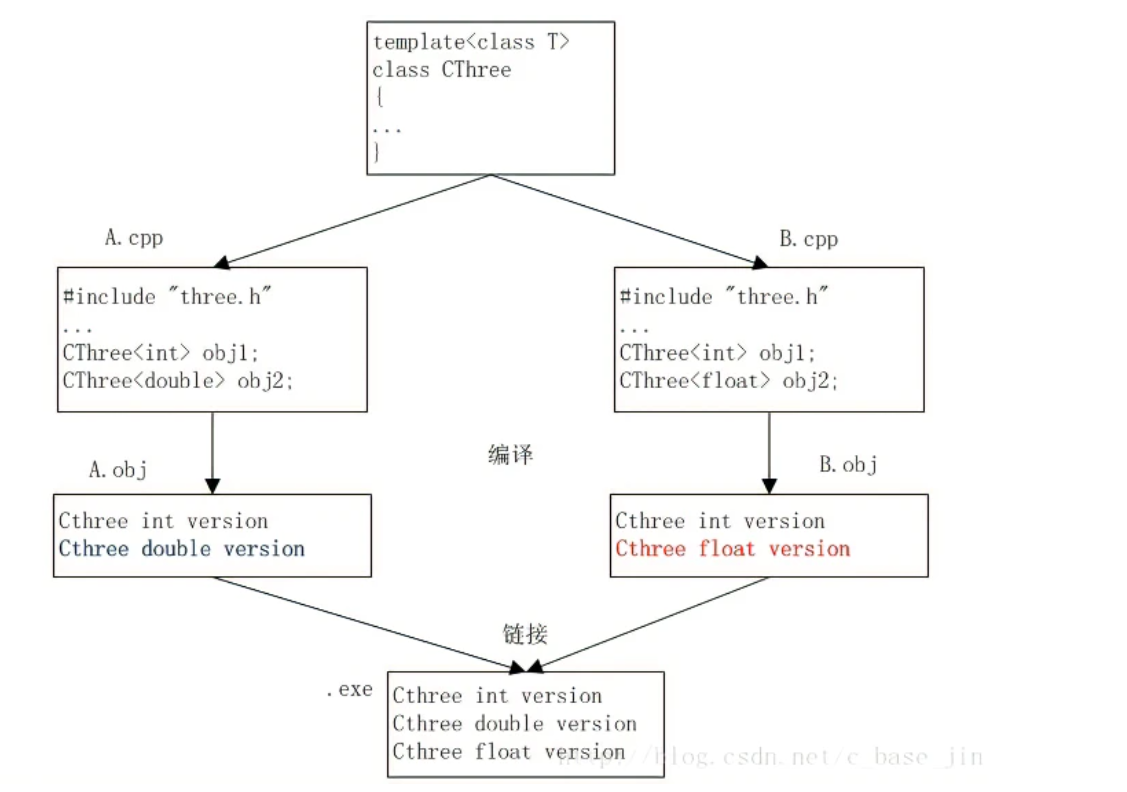 template<class T>
class CThree
{
...
}
A.cpp
B.cpp
#include "three.h"
...
CThree<int> obj1;
CThree<double> obj2;
#include "three.h"
...
CThree<int> obj1;
CThree<float> obj2;
编译
A.obj
B.obj
Cthree int version
Cthree double version
Cthree int version
Cthree float version
链接
.exe
Cthree int version
Cthree double version
Cthree float version
http://blog.csdn.net/c_base_jin